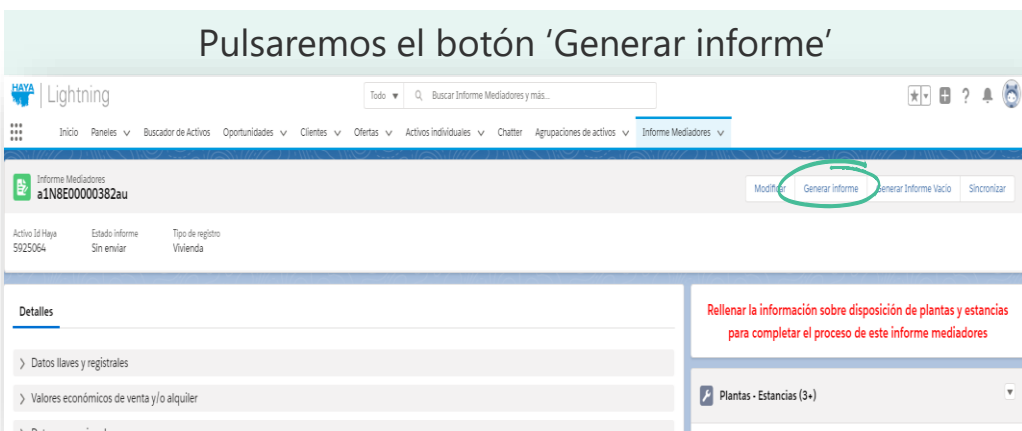 Pulsaremos el botón ‘Generar informe’
HAYA Lightning
Todo
Buscar Informe Mediadores y más...
Inicio Paneles Buscador de Activos Oportunidades Clientes Ofertas Activos individuales Chatter Agrupaciones de activos Informe Mediadores
Informe Mediadores
a1N8E00000382au
Modificar Generar informe Generar Informe Vacio Sincronizar
Activo Id Haya Estado informe Tipo de registro
5925064 Sin enviar Vivienda
Detalles
Rellenar la información sobre disposición de plantas y estancias
para completar el proceso de este informe mediadores
Datos llaves y registrales
Valores económicos de venta y/o alquiler
Plantas - Estancias (3+)